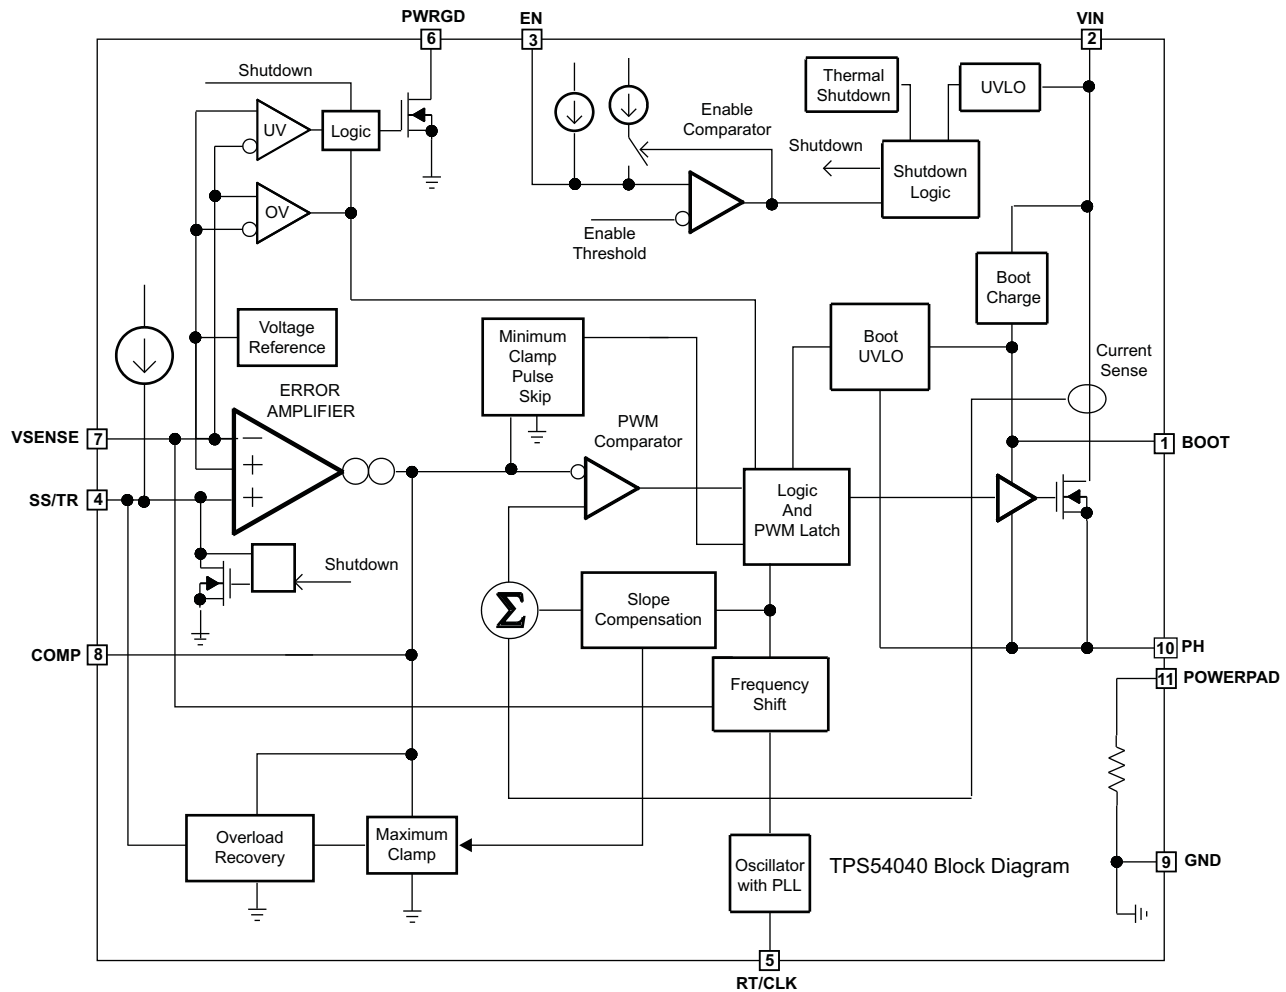 PWRGD
EN
VIN
6
3
2
Shutdown
Thermal
Shutdown
UVLO
UV
Logic
Enable
Comparator
Shutdown
Shutdown
Logic
OV
Enable
Threshold
Boot
Charge
Voltage
Reference
Minimum
Clamp
Pulse
Skip
Boot
UVLO
Current
Sense
ERROR
AMPLIFIER
PWM
Comparator
VSENSE
7
−
+
+
1
BOOT
SS/TR
4
Logic
And
PWM Latch
Shutdown
Σ
Slope
Compensation
COMP
8
10
PH
11
POWERPAD
Frequency
Shift
Overload
Recovery
Maximum
Clamp
Oscillator
with PLL
TPS54040 Block Diagram
9
GND
5
RT/CLK